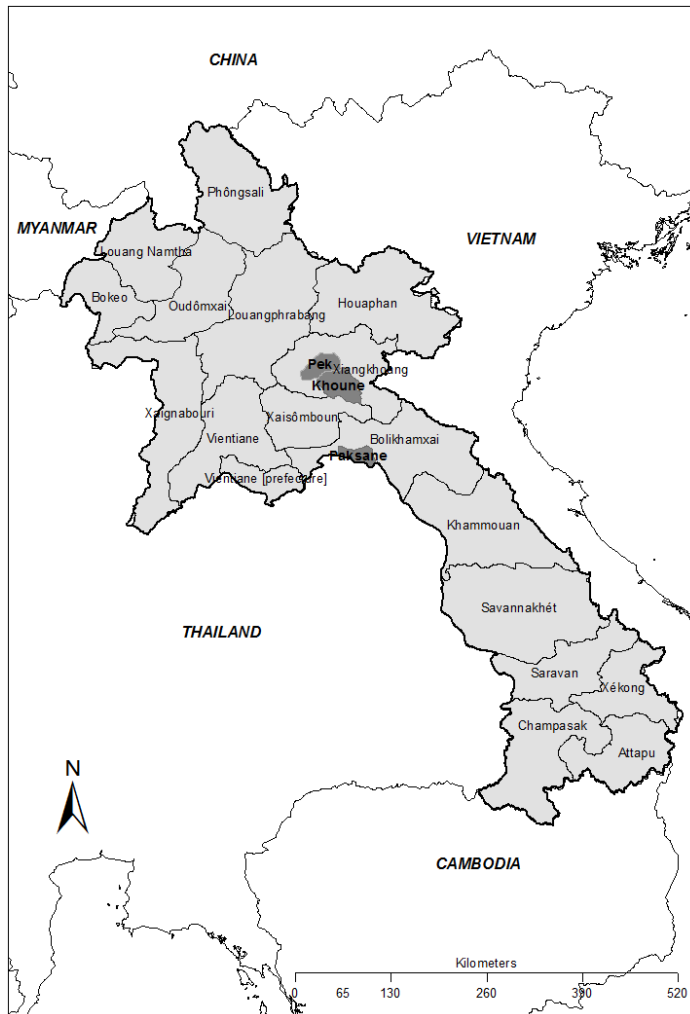 CHINA
Phôngsali
MYANMAR
VIETNAM
Louang Namtha
Bokeo
Oudômxai
Houaphan
Louangphrabang
Pek
Xiangkhoang
Khoune
Xaignabouri
Xaisômboun
Vientiane
Bolikhamxai
Paksane
Vientiane [prefecture]
Khammouan
Savannakhét
THAILAND
Saravan
Xékong
Champasak
Attapu
N
CAMBODIA
Kilometers
0 65 130 260 390 520